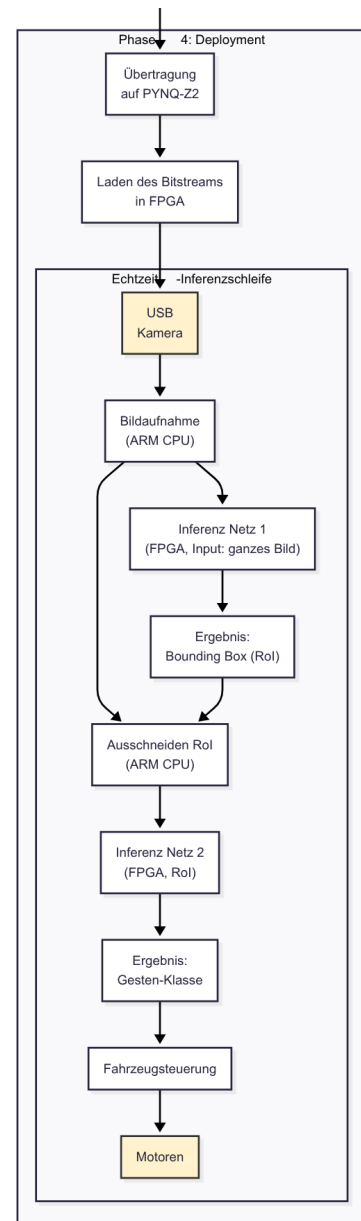 Phase 4: Deployment
Übertragung
auf PYNQ-Z2
Laden des Bitstreams
in FPGA
Echtzeit -Inferenzschleife
USB
Kamera
Bildaufnahme
(ARM CPU)
Inferenz Netz 1
(FPGA, Input: ganzes Bild)
Ergebnis:
Bounding Box (RoI)
Ausschneiden RoI
(ARM CPU)
Inferenz Netz 2
(FPGA, RoI)
Ergebnis:
Gesten-Klasse
Fahrzeugsteuerung
Motoren